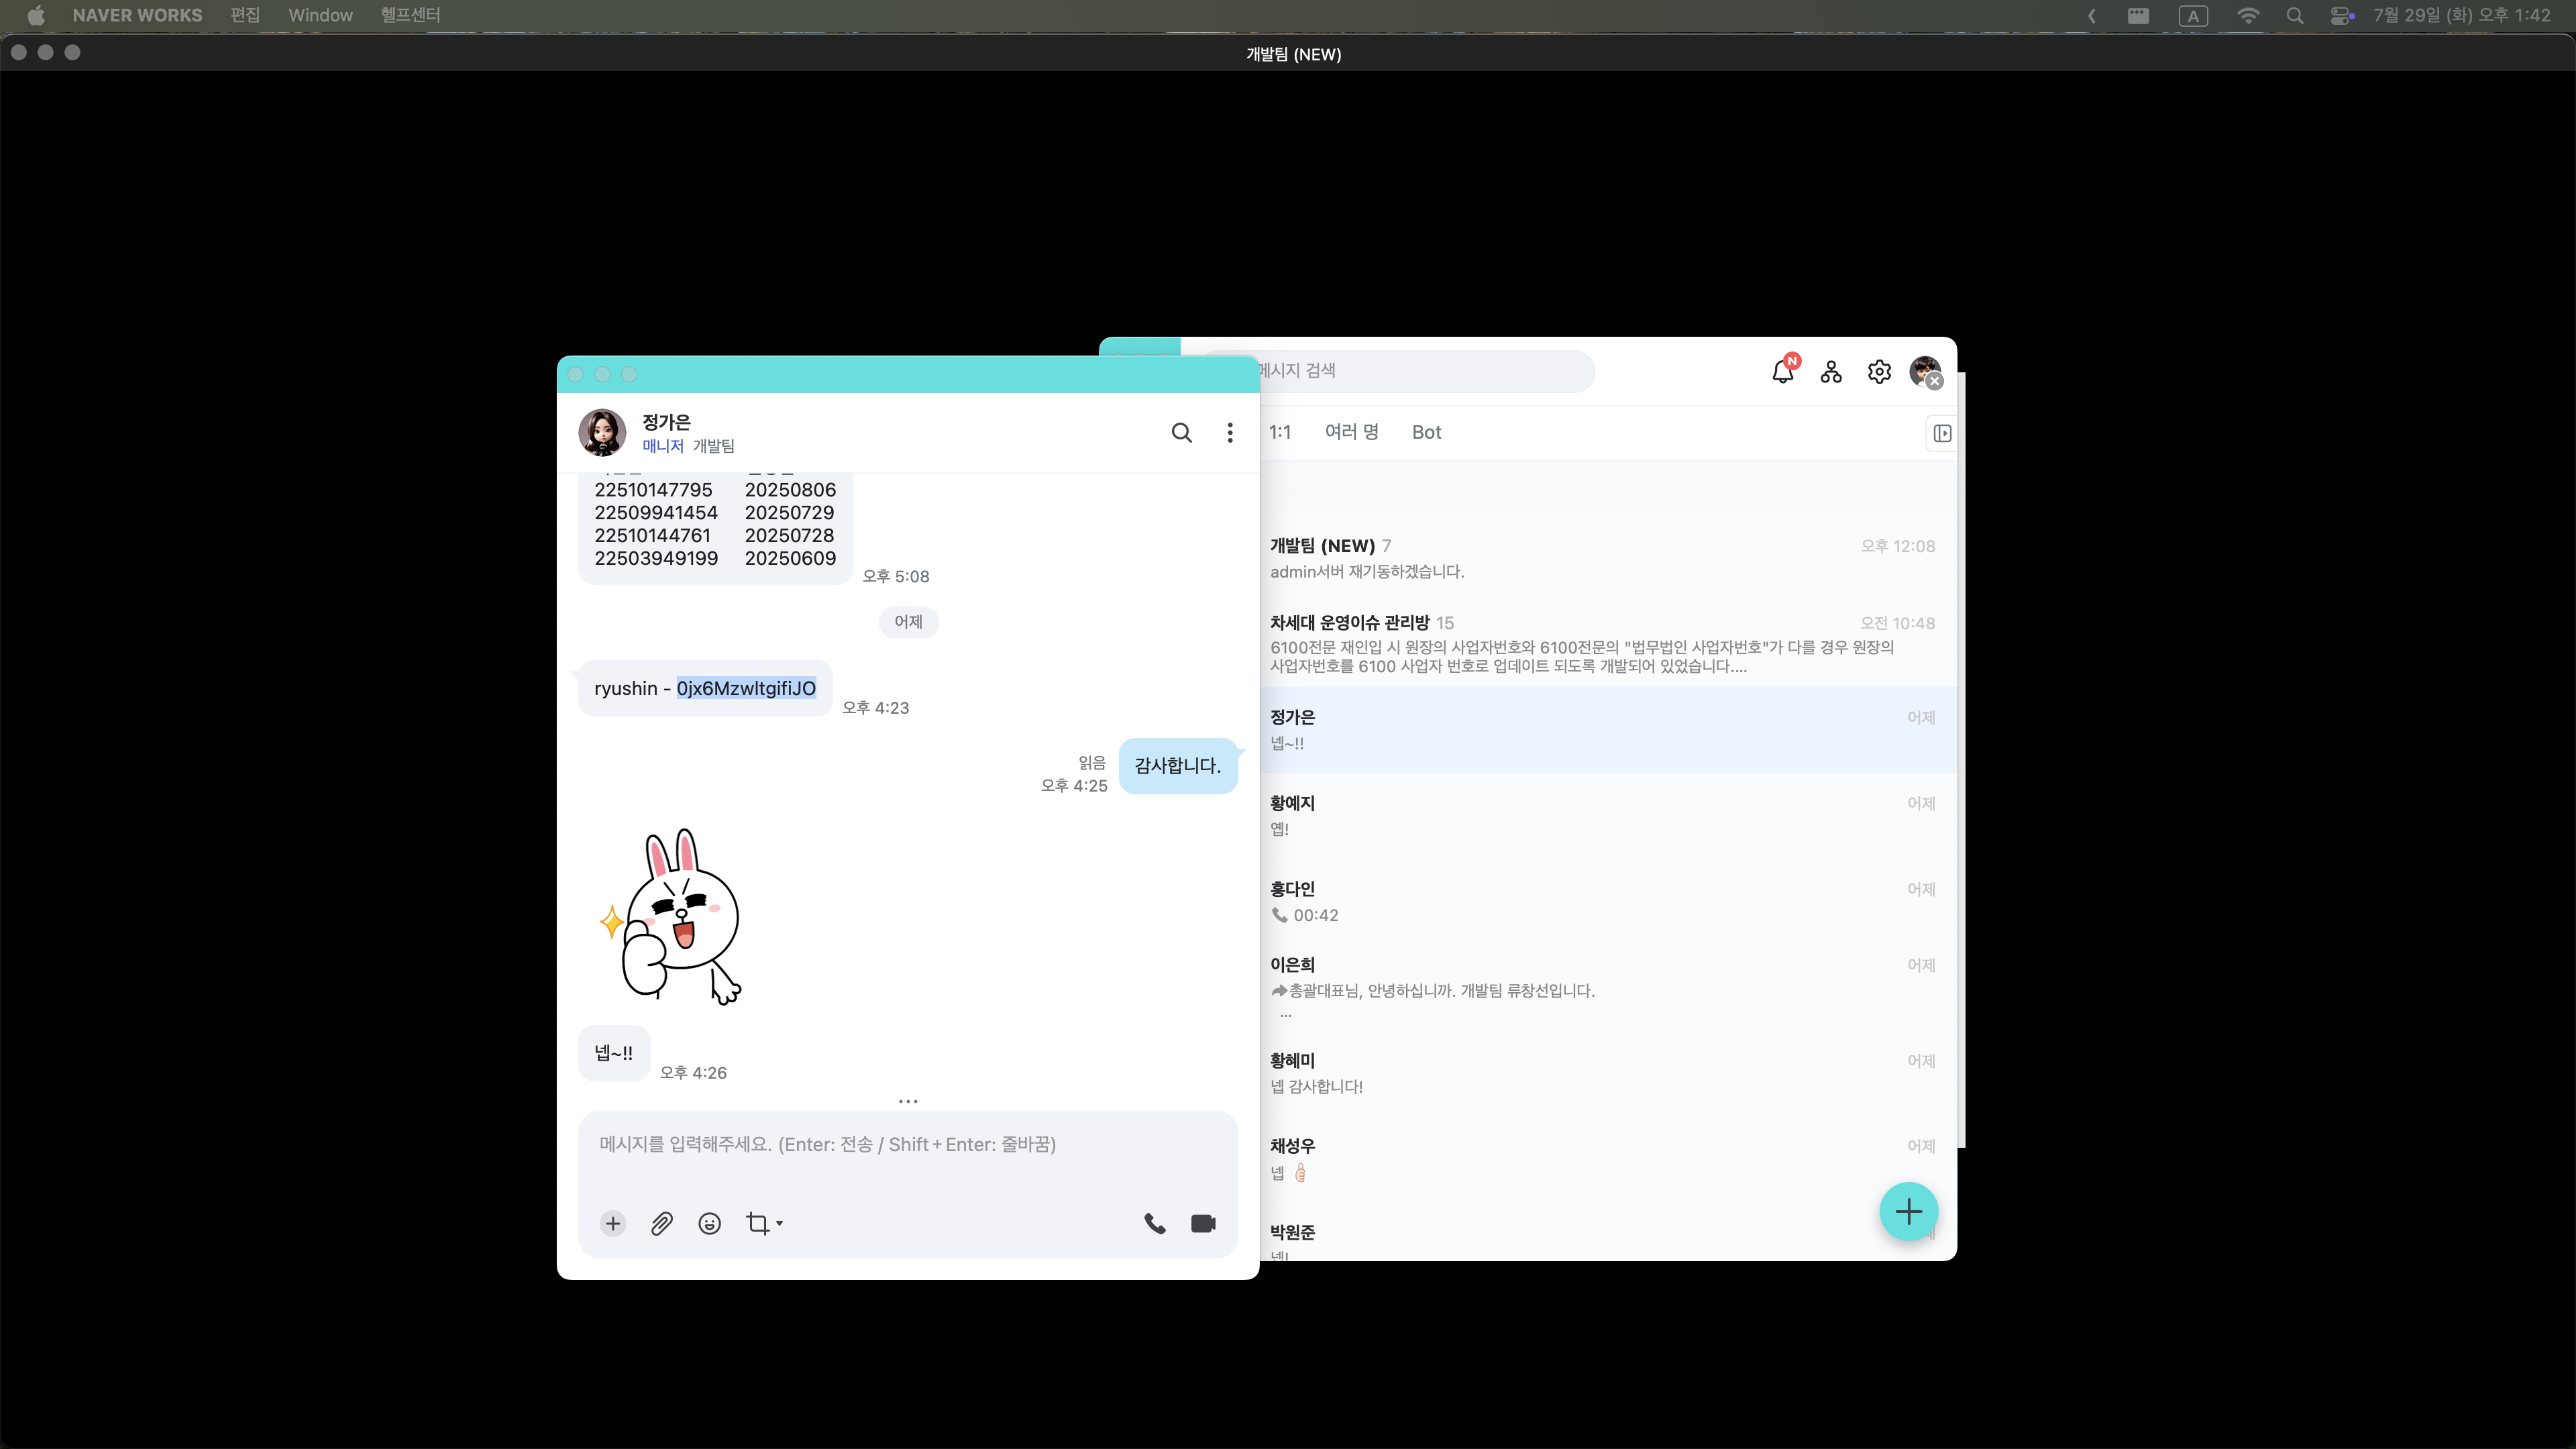 NAVER WORKS 편집 Window 헬프센터
A 7월 29일 (화) 오후 1:42
개발팀 (NEW)
정가은
매니저 개발팀
22510147795 20250806
22509941454 20250729
22510144761 20250728
22503949199 20250609
오후 5:08
어제
ryushin - 0jx6MzwltgifiJO
오후 4:23
읽음
오후 4:25
감사합니다.
넵~!!
오후 4:26
메시지를 입력해주세요. (Enter: 전송 / Shift + Enter: 줄바꿈)
메시지 검색
N
1:1 여러 명 Bot
개발팀 (NEW) 7 오후 12:08
admin서버 재기동하겠습니다.
차세대 운영이슈 관리방 15 오전 10:48
6100전문 재인입 시 원장의 사업자번호와 6100전문의 "법무법인 사업자번호"가 다를 경우 원장의
사업자번호를 6100 사업자 번호로 업데이트 되도록 개발되어 있었습니다....
정가은 어제
넵~!!
황예지 어제
옙!
홍다인 어제
00:42
이은희 어제
총괄대표님, 안녕하십니까. 개발팀 류창선입니다.
...
황혜미 어제
넵 감사합니다!
채성우 어제
넵
박원준